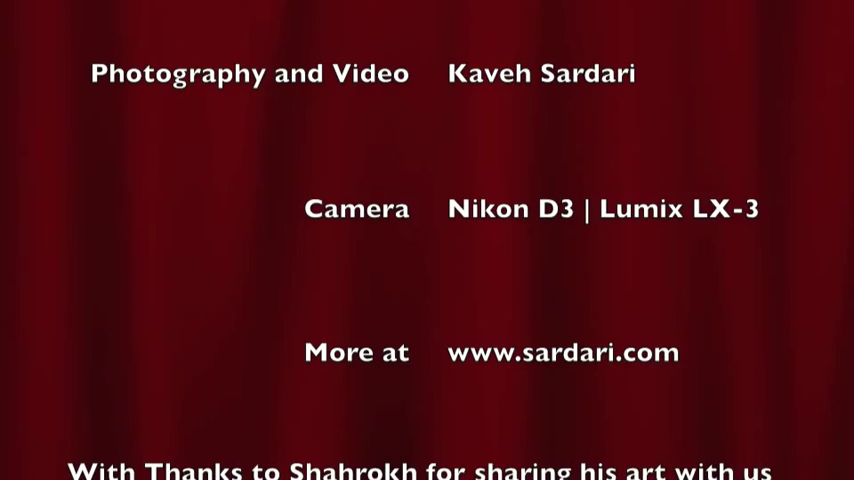 Photography and Video Kaveh Sardari
Camera Nikon D3 | Lumix LX-3
More at www.sardari.com
With Thanks to Shahrokh for sharing his art with us